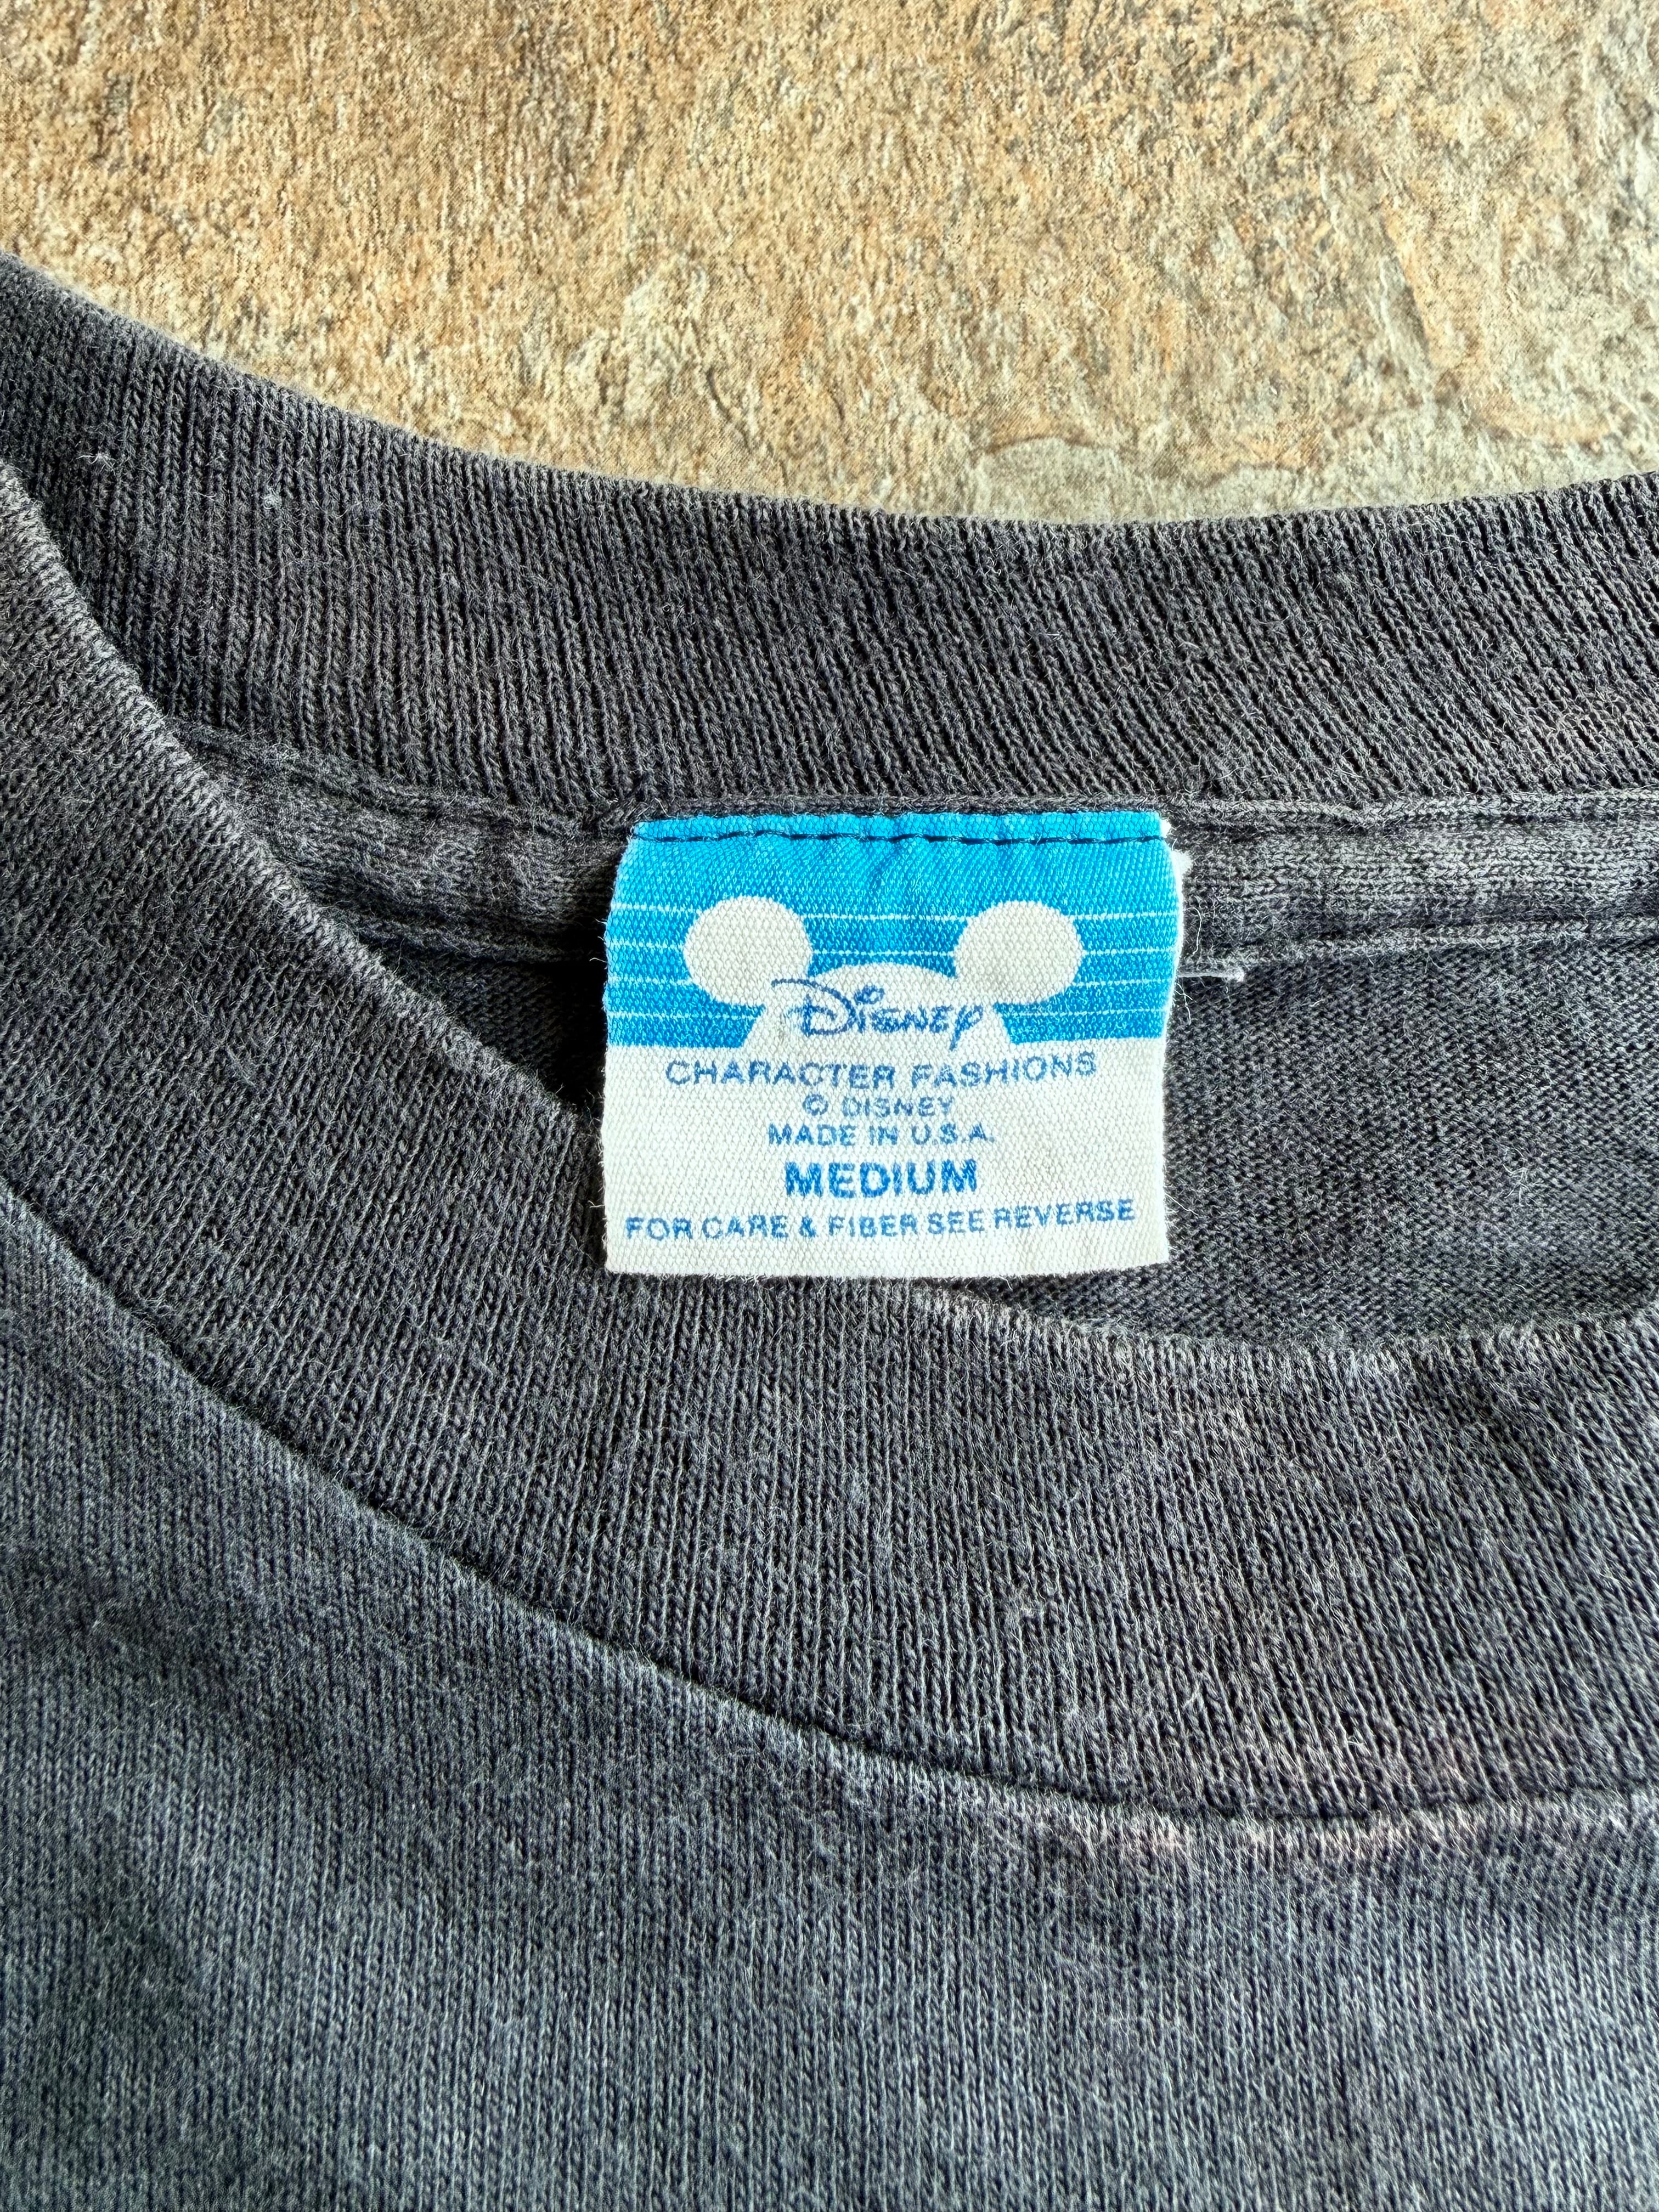 Disney
CHARACTER FASHIONS
© DISNEY
MADE IN U.S.A.
MEDIUM
FOR CARE & FIBER SEE REVERSE